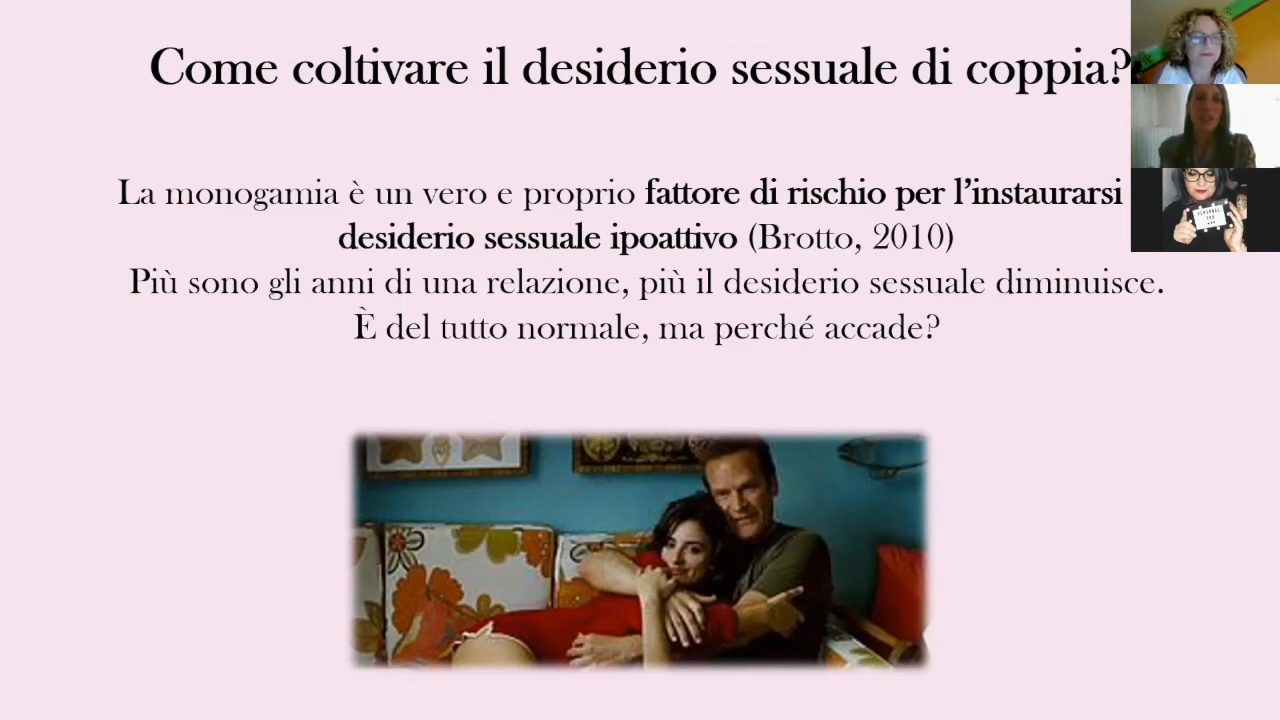 Come coltivare il desiderio sessuale di coppia?
La monogamia è un vero e proprio fattore di rischio per l'instaurarsi
desiderio sessuale ipoattivo (Brotto, 2010)
Più sono gli anni di una relazione, più il desiderio sessuale diminuisce.
È del tutto normale, ma perché accade?
PERSONAL